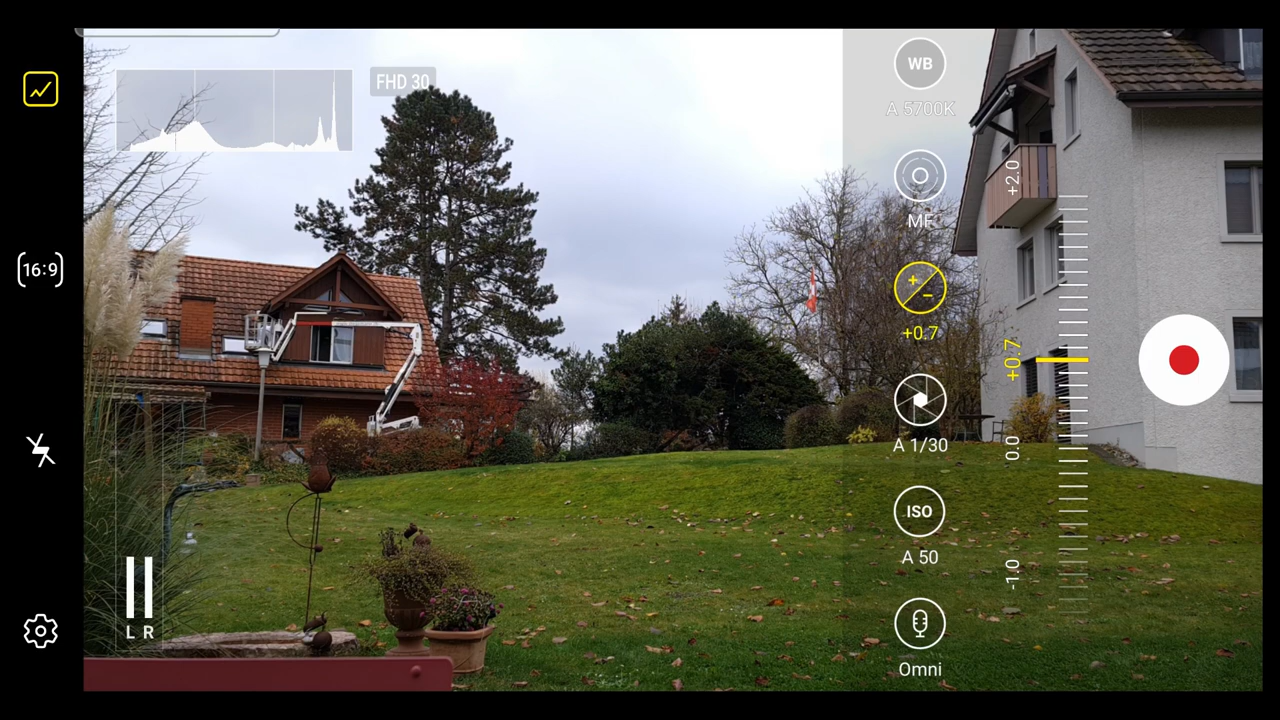 FHD 30
16:9
L R
WB
A 5700K
MF
+0.7
A 1/30
ISO
A 50
Omni
+2.0
+0.7
0.0
-1.0